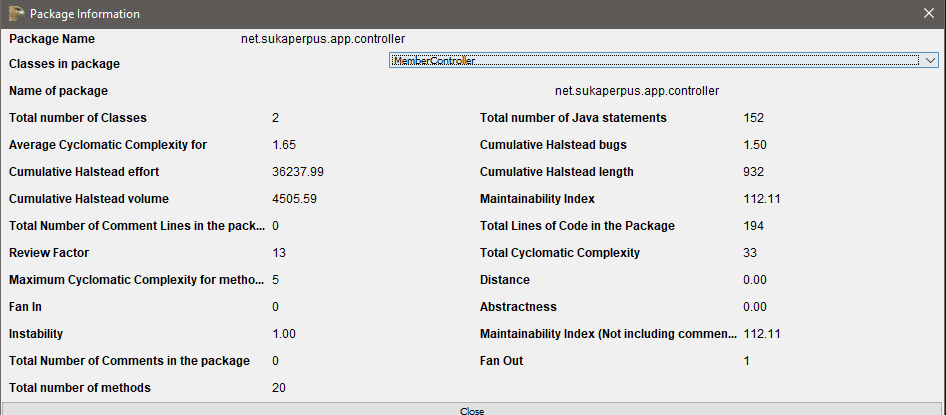 Package Information
Package Name net.sukaperpus.app.controller
Classes in package MemberController
Name of package net.sukaperpus.app.controller
Total number of Classes 2 Total number of Java statements 152
Average Cyclomatic Complexity for 1.65 Cumulative Halstead bugs 1.50
Cumulative Halstead effort 36237.99 Cumulative Halstead length 932
Cumulative Halstead volume 4505.59 Maintainability Index 112.11
Total Number of Comment Lines in the pack... 0 Total Lines of Code in the Package 194
Review Factor 13 Total Cyclomatic Complexity 33
Maximum Cyclomatic Complexity for metho... 5 Distance 0.00
Fan In 0 Abstractness 0.00
Instability 1.00 Maintainability Index (Not including commen... 112.11
Total Number of Comments in the package 0 Fan Out 1
Total number of methods 20
Close